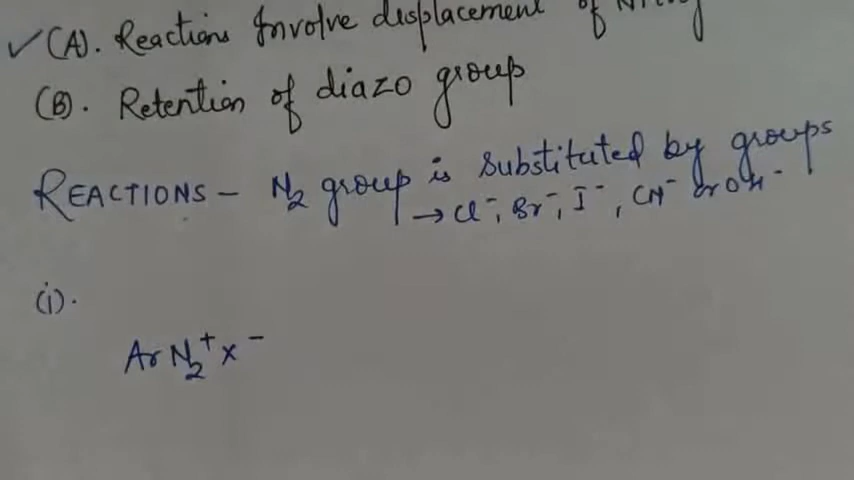 ✓(A). Reactions Involve displacement of
(B). Retention of diazo group
REACTIONS - N₂ group is substituted by groups
→ Cl⁻, Br⁻, I⁻, CN⁻ or OH⁻
(i).
ArN₂⁺X⁻